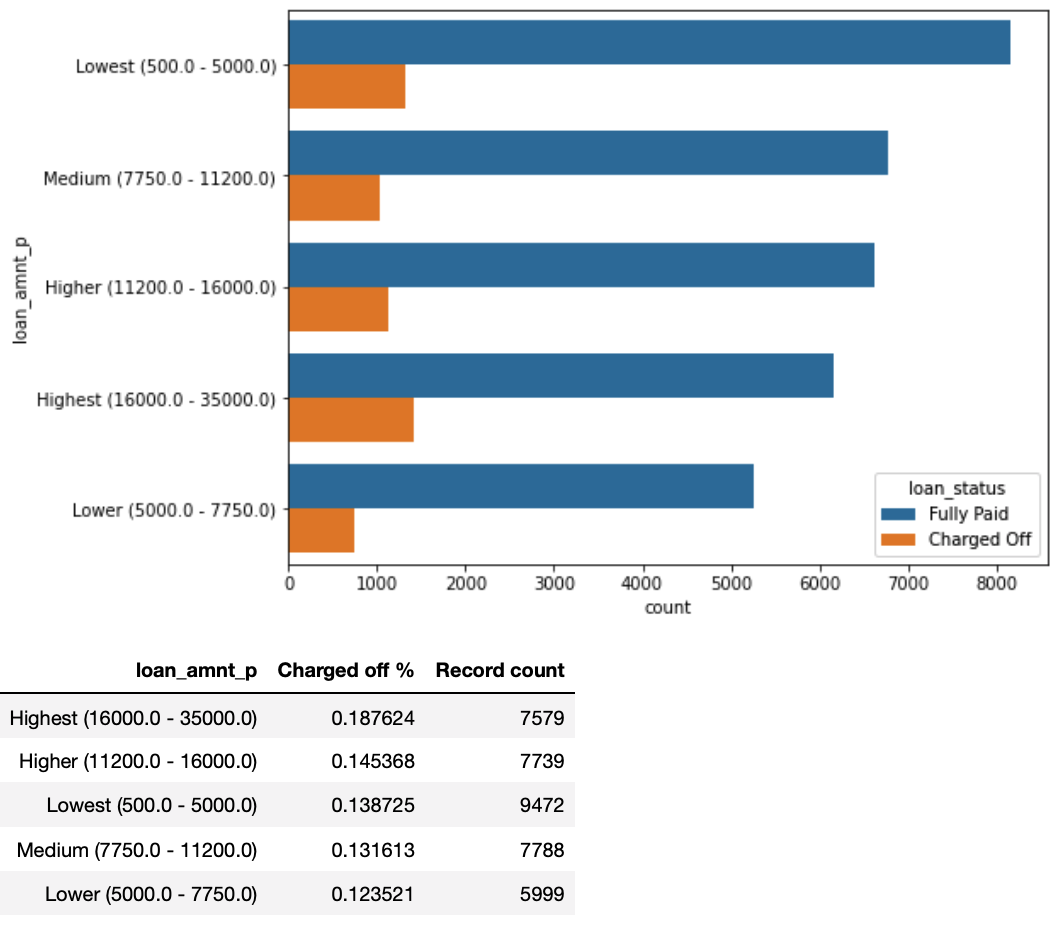 Lowest (500.0 - 5000.0)
Medium (7750.0 - 11200.0)
Higher (11200.0 - 16000.0)
Highest (16000.0 - 35000.0)
Lower (5000.0 - 7750.0)
loan_amnt_p
loan_status
Fully Paid
Charged Off
0 1000 2000 3000 4000 5000 6000 7000 8000
count
loan_amnt_p Charged off % Record count
Highest (16000.0 - 35000.0) 0.187624 7579
Higher (11200.0 - 16000.0) 0.145368 7739
Lowest (500.0 - 5000.0) 0.138725 9472
Medium (7750.0 - 11200.0) 0.131613 7788
Lower (5000.0 - 7750.0) 0.123521 5999